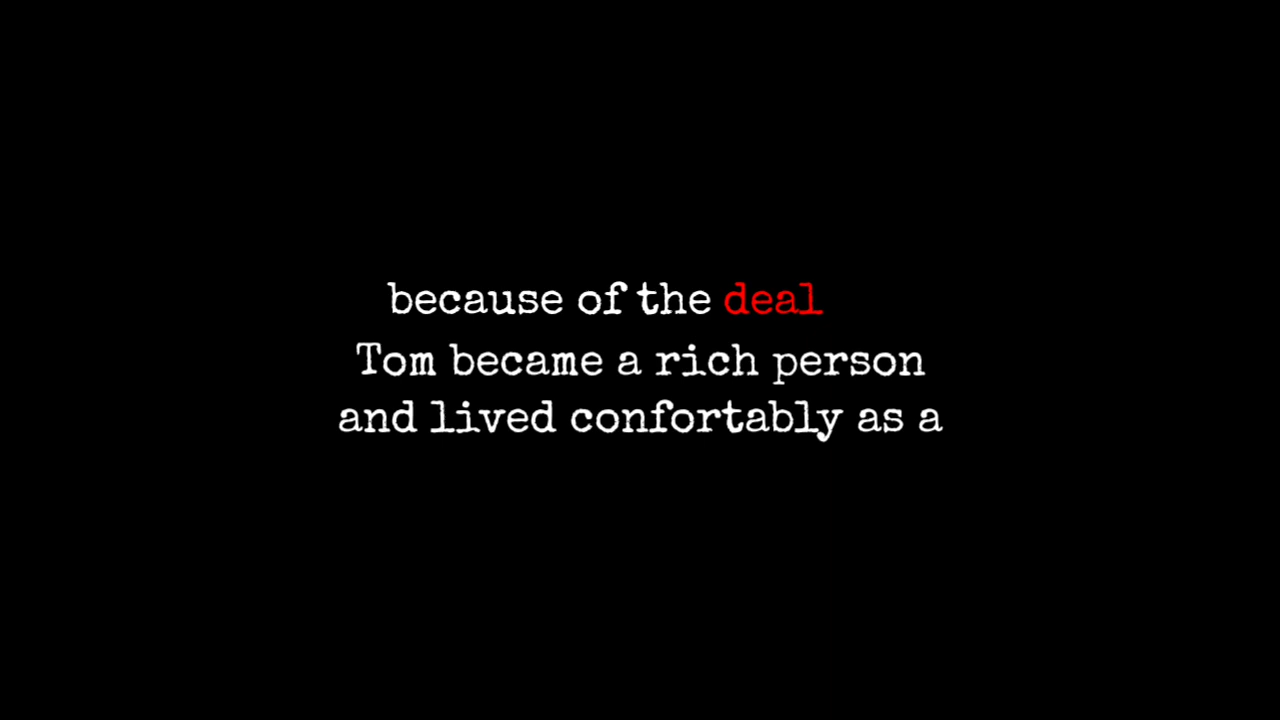 because of the deal
Tom became a rich person
and lived confortably as a